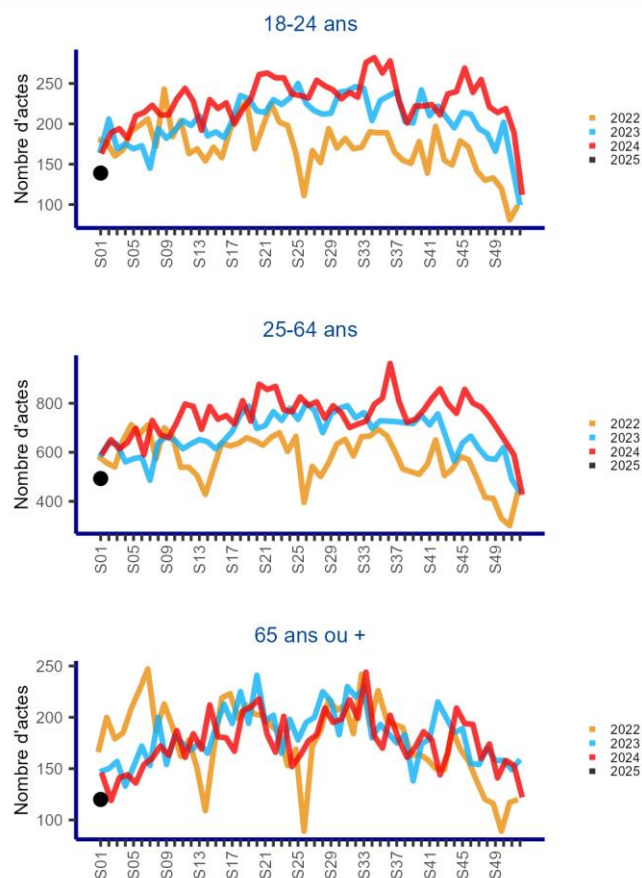 18-24 ans
Nombre d'actes
250
200
150
100
S01
S05
S09
S13
S17
S21
S25
S29
S33
S37
S41
S45
S49
2022
2023
2024
2025
25-64 ans
Nombre d'actes
800
600
400
S01
S05
S09
S13
S17
S21
S25
S29
S33
S37
S41
S45
S49
2022
2023
2024
2025
65 ans ou +
Nombre d'actes
250
200
150
100
S01
S05
S09
S13
S17
S21
S25
S29
S33
S37
S41
S45
S49
2022
2023
2024
2025